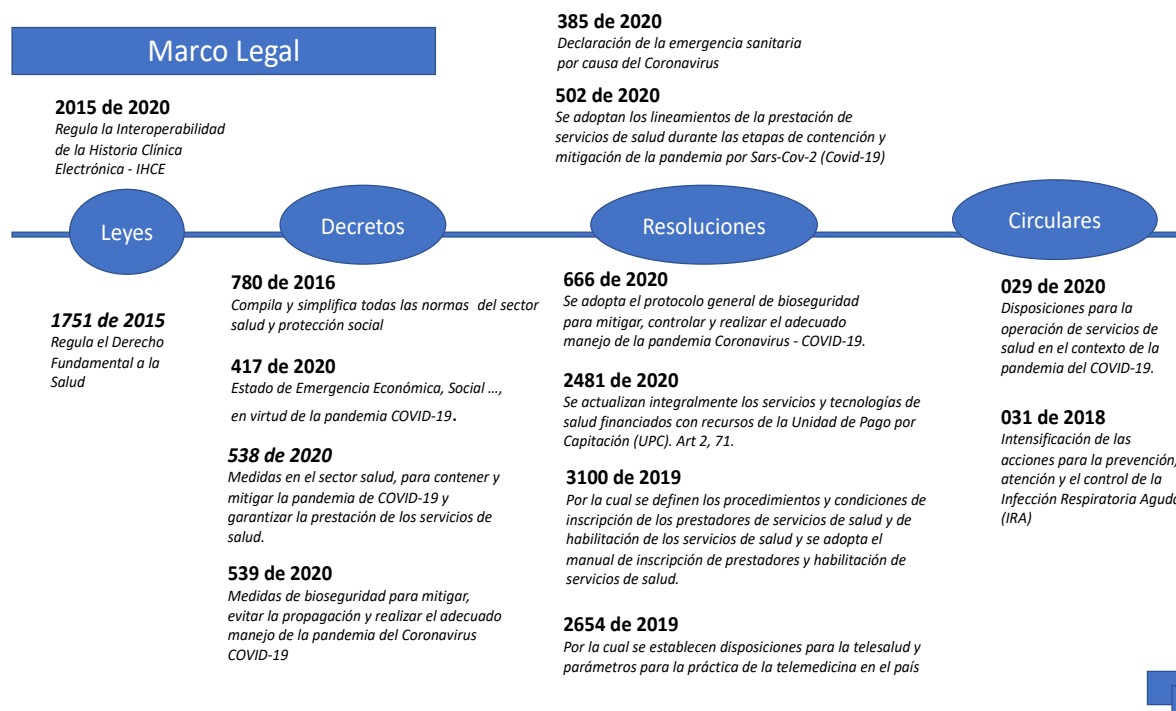 Marco Legal
2015 de 2020
Regula la Interoperabilidad
de la Historia Clínica
Electrónica - IHCE
Leyes
1751 de 2015
Regula el Derecho
Fundamental a la
Salud
Decretos
780 de 2016
Compila y simplifica todas las normas del sector
salud y protección social
417 de 2020
Estado de Emergencia Económica, Social …,
en virtud de la pandemia COVID-19.
538 de 2020
Medidas en el sector salud, para contener y
mitigar la pandemia de COVID-19 y
garantizar la prestación de los servicios de
salud.
539 de 2020
Medidas de bioseguridad para mitigar,
evitar la propagación y realizar el adecuado
manejo de la pandemia del Coronavirus
COVID-19
385 de 2020
Declaración de la emergencia sanitaria
por causa del Coronavirus
502 de 2020
Se adoptan los lineamientos de la prestación de
servicios de salud durante las etapas de contención y
mitigación de la pandemia por Sars-Cov-2 (Covid-19)
Resoluciones
666 de 2020
Se adopta el protocolo general de bioseguridad
para mitigar, controlar y realizar el adecuado
manejo de la pandemia Coronavirus - COVID-19.
2481 de 2020
Se actualizan integralmente los servicios y tecnologías de
salud financiados con recursos de la Unidad de Pago por
Capitación (UPC). Art 2, 71.
3100 de 2019
Por la cual se definen los procedimientos y condiciones de
inscripción de los prestadores de servicios de salud y de
habilitación de los servicios de salud y se adopta el
manual de inscripción de prestadores y habilitación de
servicios de salud.
2654 de 2019
Por la cual se establecen disposiciones para la telesalud y
parámetros para la práctica de la telemedicina en el país
Circulares
029 de 2020
Disposiciones para la
operación de servicios de
salud en el contexto de la
pandemia del COVID-19.
031 de 2018
Intensificación de las
acciones para la prevención,
atención y el control de la
Infección Respiratoria Aguda
(IRA)